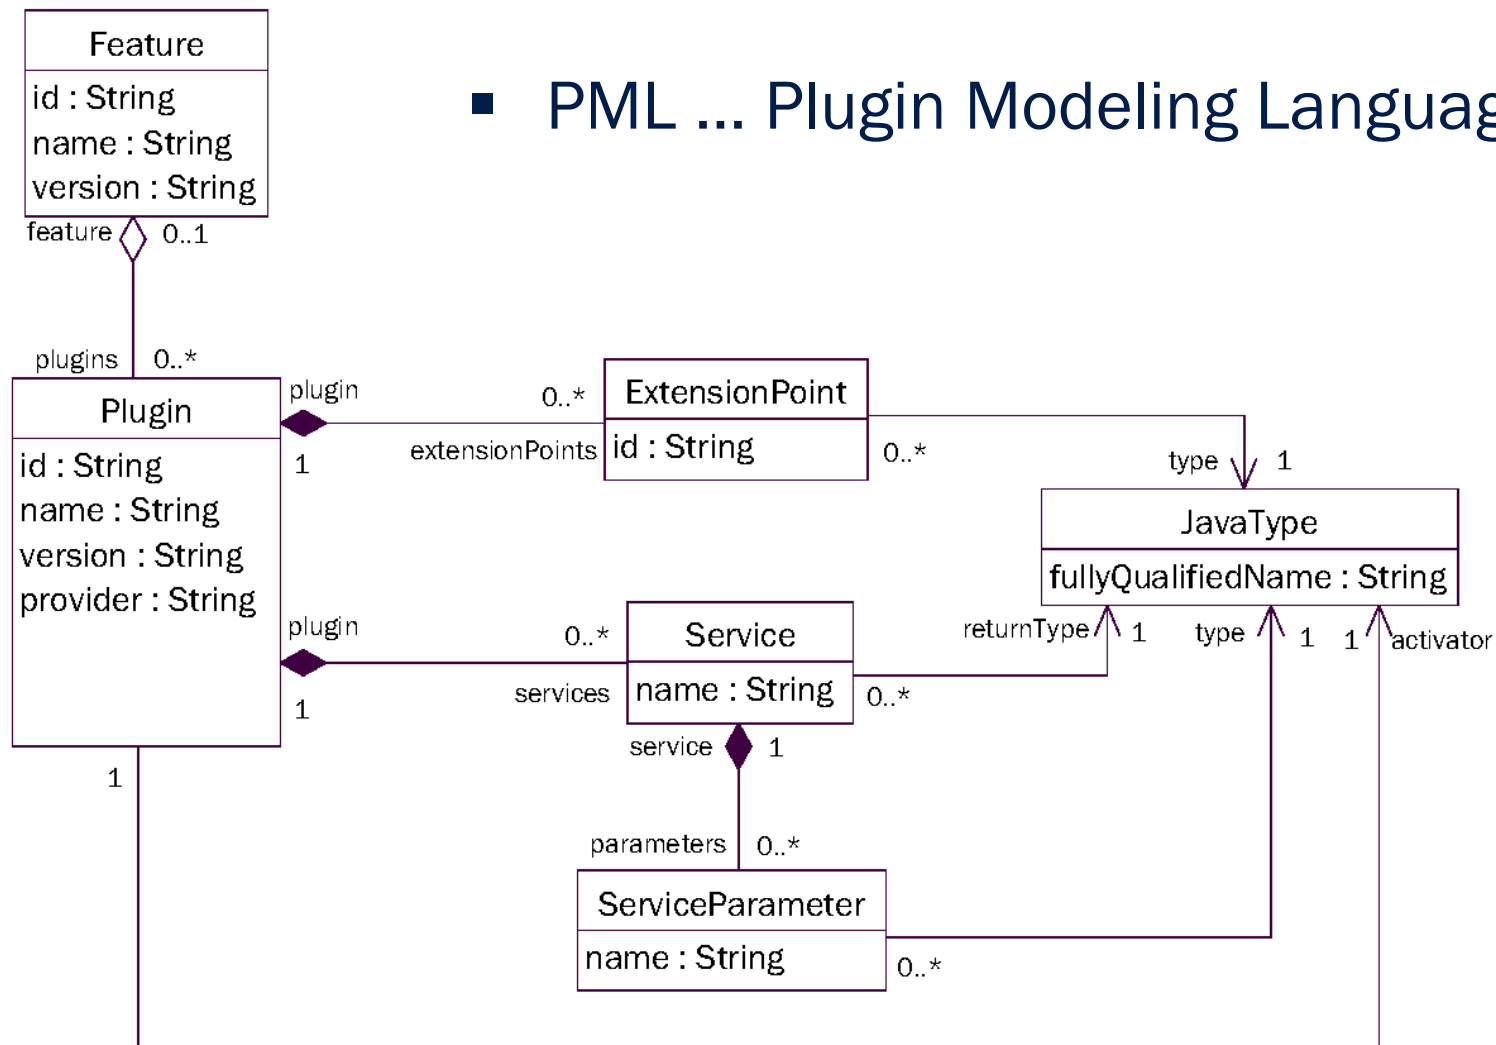 Feature
id : String
name : String
version : String
▪ PML ... Plugin Modeling Languag
feature 0..1
plugins 0..*
Plugin
id : String
name : String
version : String
provider : String
plugin
1
0..*
extensionPoints
ExtensionPoint
id : String
0..*
type 1
JavaType
fullyQualifiedName : String
plugin
1
0..*
services
Service
name : String
0..*
returnType 1
type 1
1 activator
service 1
parameters 0..*
ServiceParameter
name : String
0..*
1